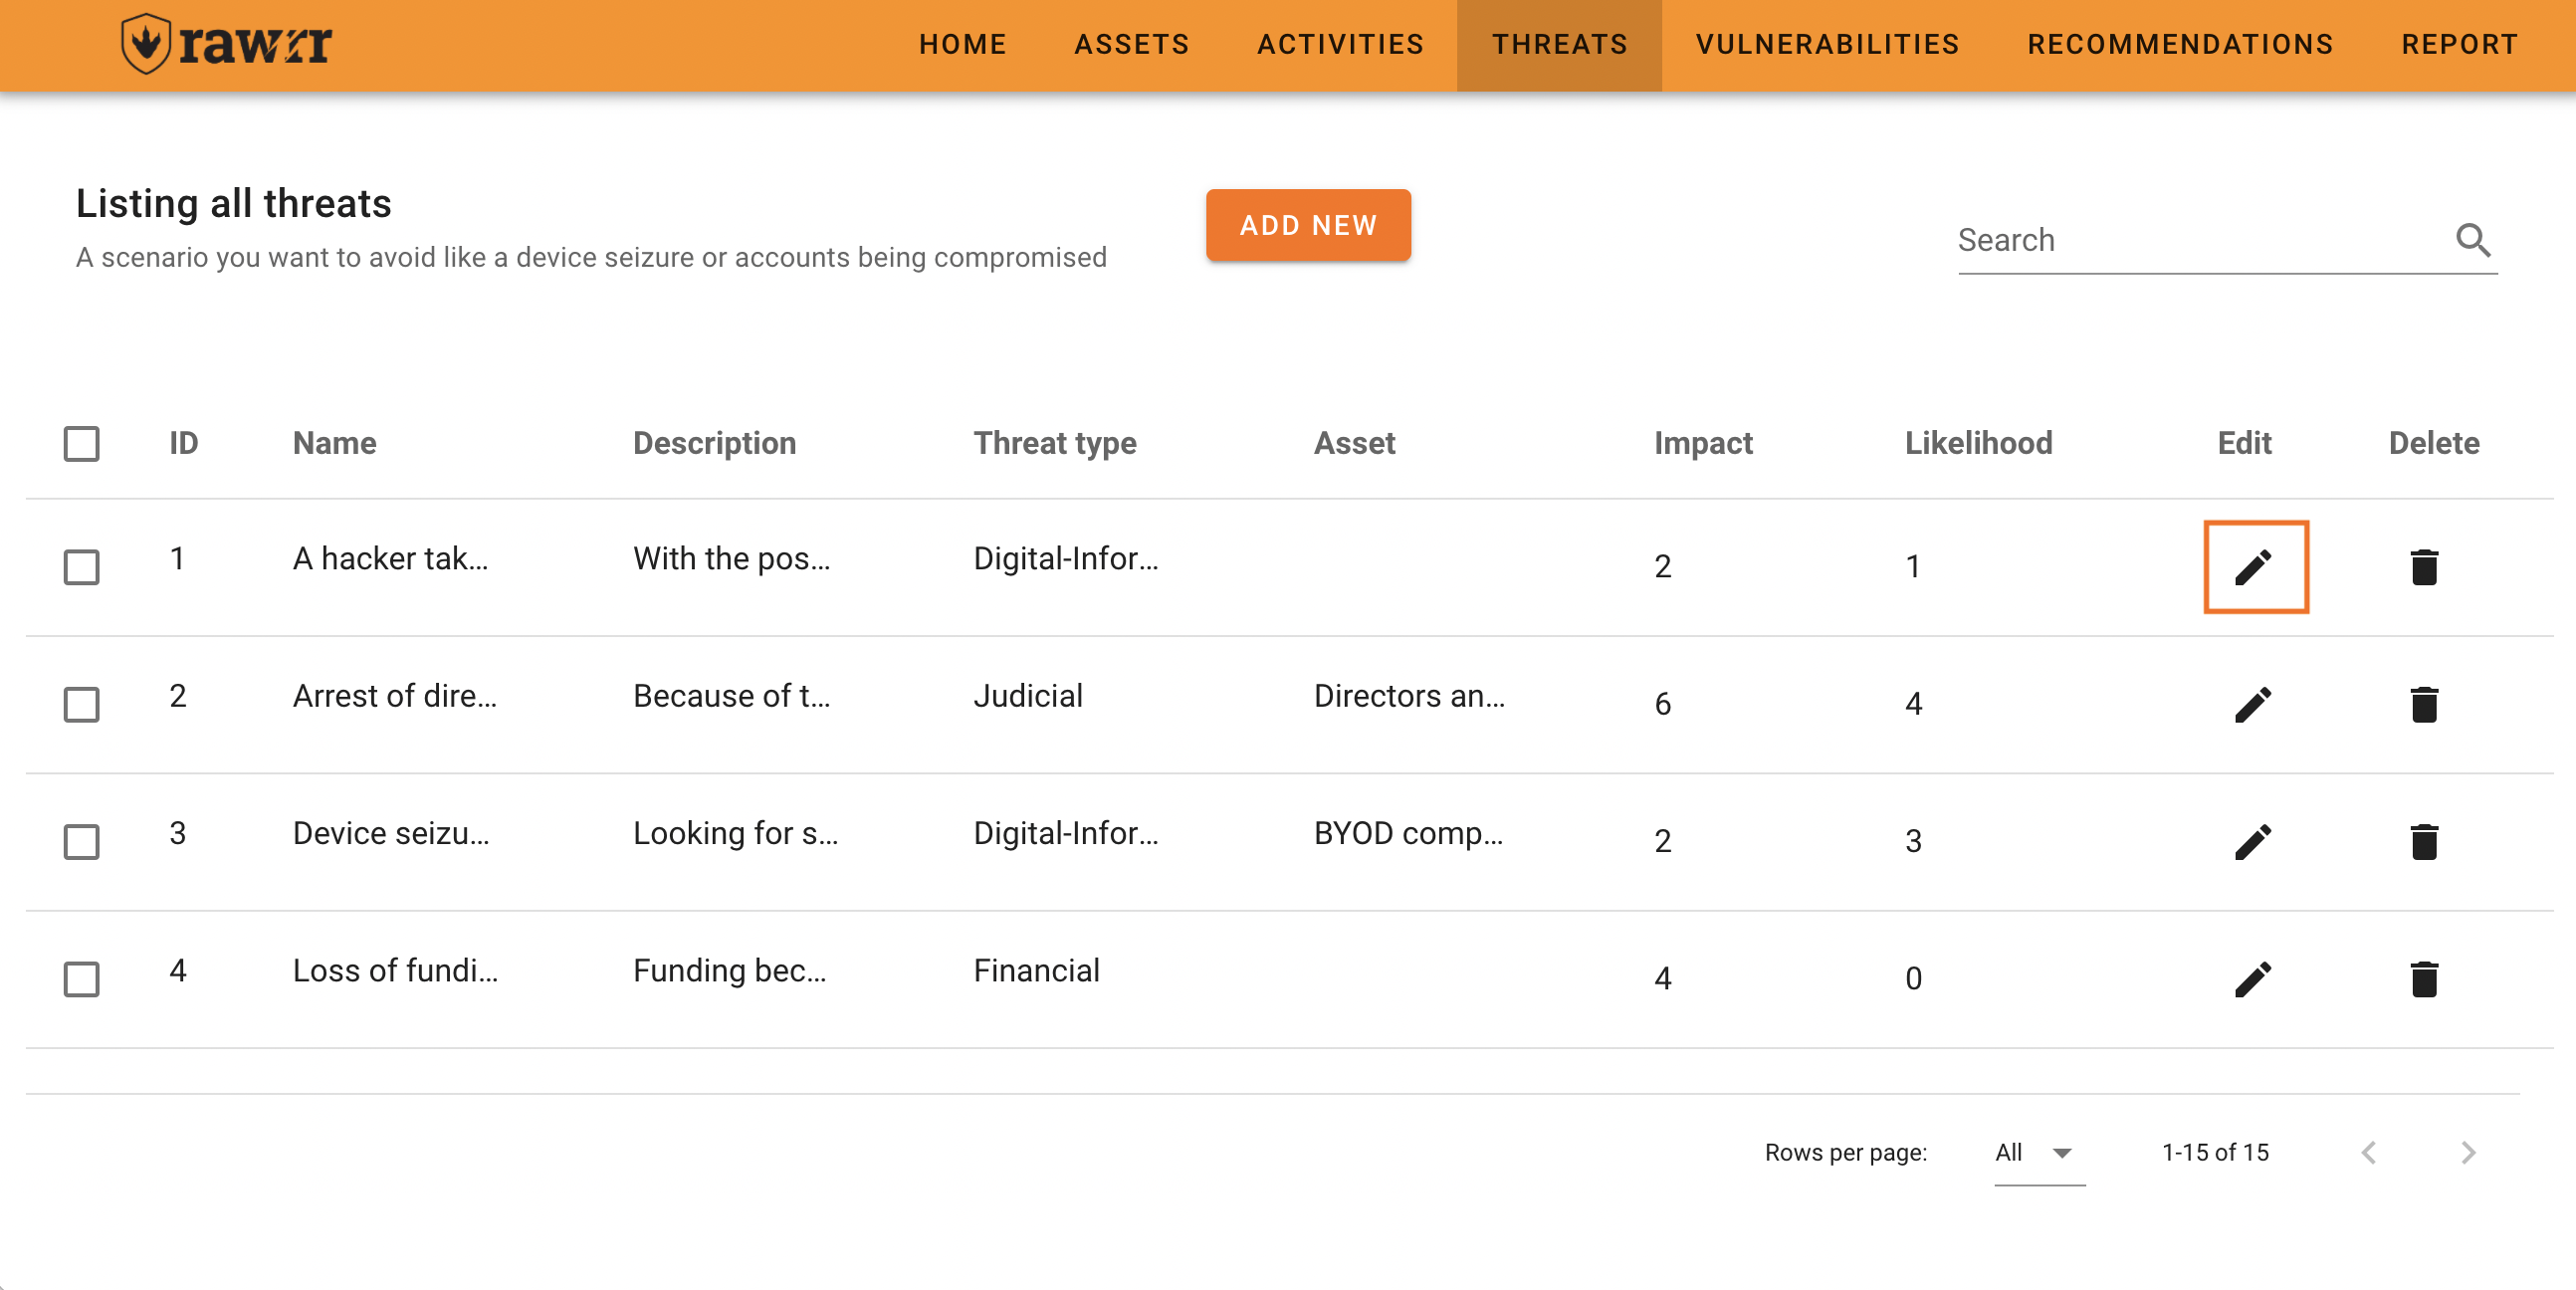 rawrr HOME ASSETS ACTIVITIES THREATS VULNERABILITIES RECOMMENDATIONS REPORT
Listing all threats
A scenario you want to avoid like a device seizure or accounts being compromised
ADD NEW
Search
ID Name Description Threat type Asset Impact Likelihood Edit Delete
1 A hacker tak... With the pos... Digital-Infor... 2 1
2 Arrest of dire... Because of t... Judicial Directors an... 6 4
3 Device seizu... Looking for s... Digital-Infor... BYOD comp... 2 3
4 Loss of fundi... Funding bec... Financial 4 0
Rows per page: All 1-15 of 15